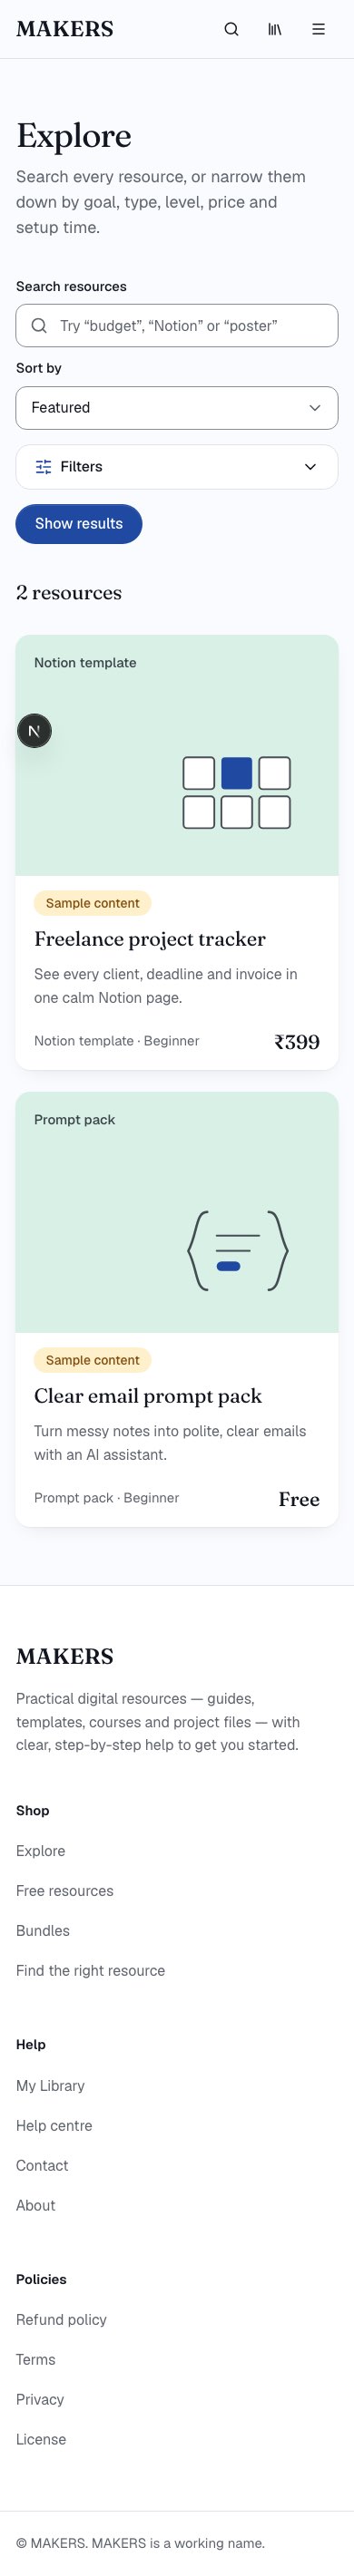 MAKERS
Explore
Search every resource, or narrow them
down by goal, type, level, price and
setup time.
Search resources
Try “budget”, “Notion” or “poster”
Sort by
Featured
Filters
Show results
2 resources
Notion template
N
Sample content
Freelance project tracker
See every client, deadline and invoice in
one calm Notion page.
Notion template · Beginner
₹399
Prompt pack
Sample content
Clear email prompt pack
Turn messy notes into polite, clear emails
with an AI assistant.
Prompt pack · Beginner
Free
MAKERS
Practical digital resources — guides,
templates, courses and project files — with
clear, step-by-step help to get you started.
Shop
Explore
Free resources
Bundles
Find the right resource
Help
My Library
Help centre
Contact
About
Policies
Refund policy
Terms
Privacy
License
© MAKERS. MAKERS is a working name.